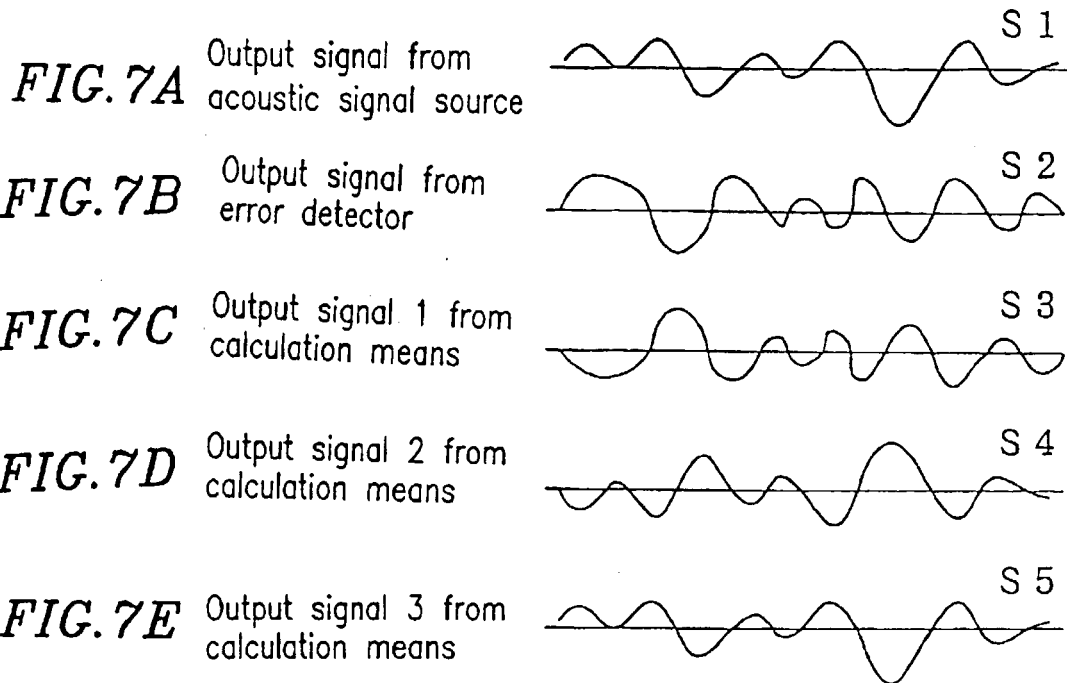 S 1
FIG. 7A
Output signal from
acoustic signal source
S 2
FIG. 7B
Output signal from
error detector
S 3
FIG. 7C
Output signal 1 from
calculation means
S 4
FIG. 7D
Output signal 2 from
calculation means
S 5
FIG. 7E
Output signal 3 from
calculation means